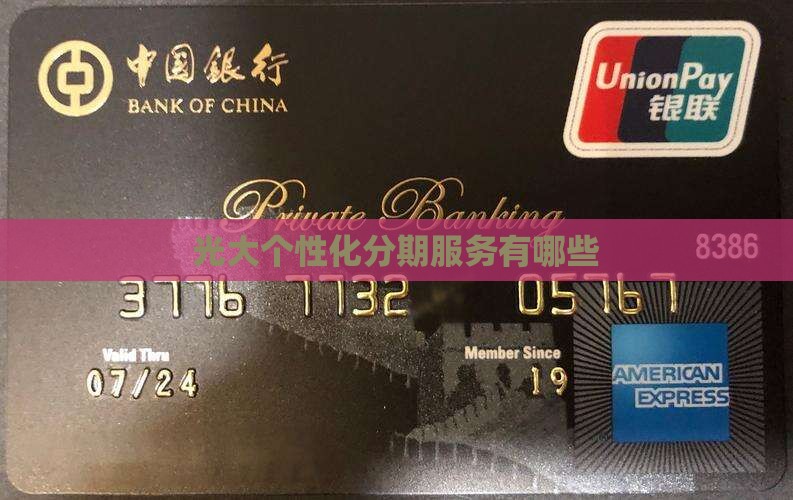 中国銀行
BANK OF CHINA
UnionPay
银联
Private Banking
光大个性化分期服务有哪些
8386
3776 7732 05767
Valid Thru
Member Since
07/24
19
AMERICAN
EXPRESS